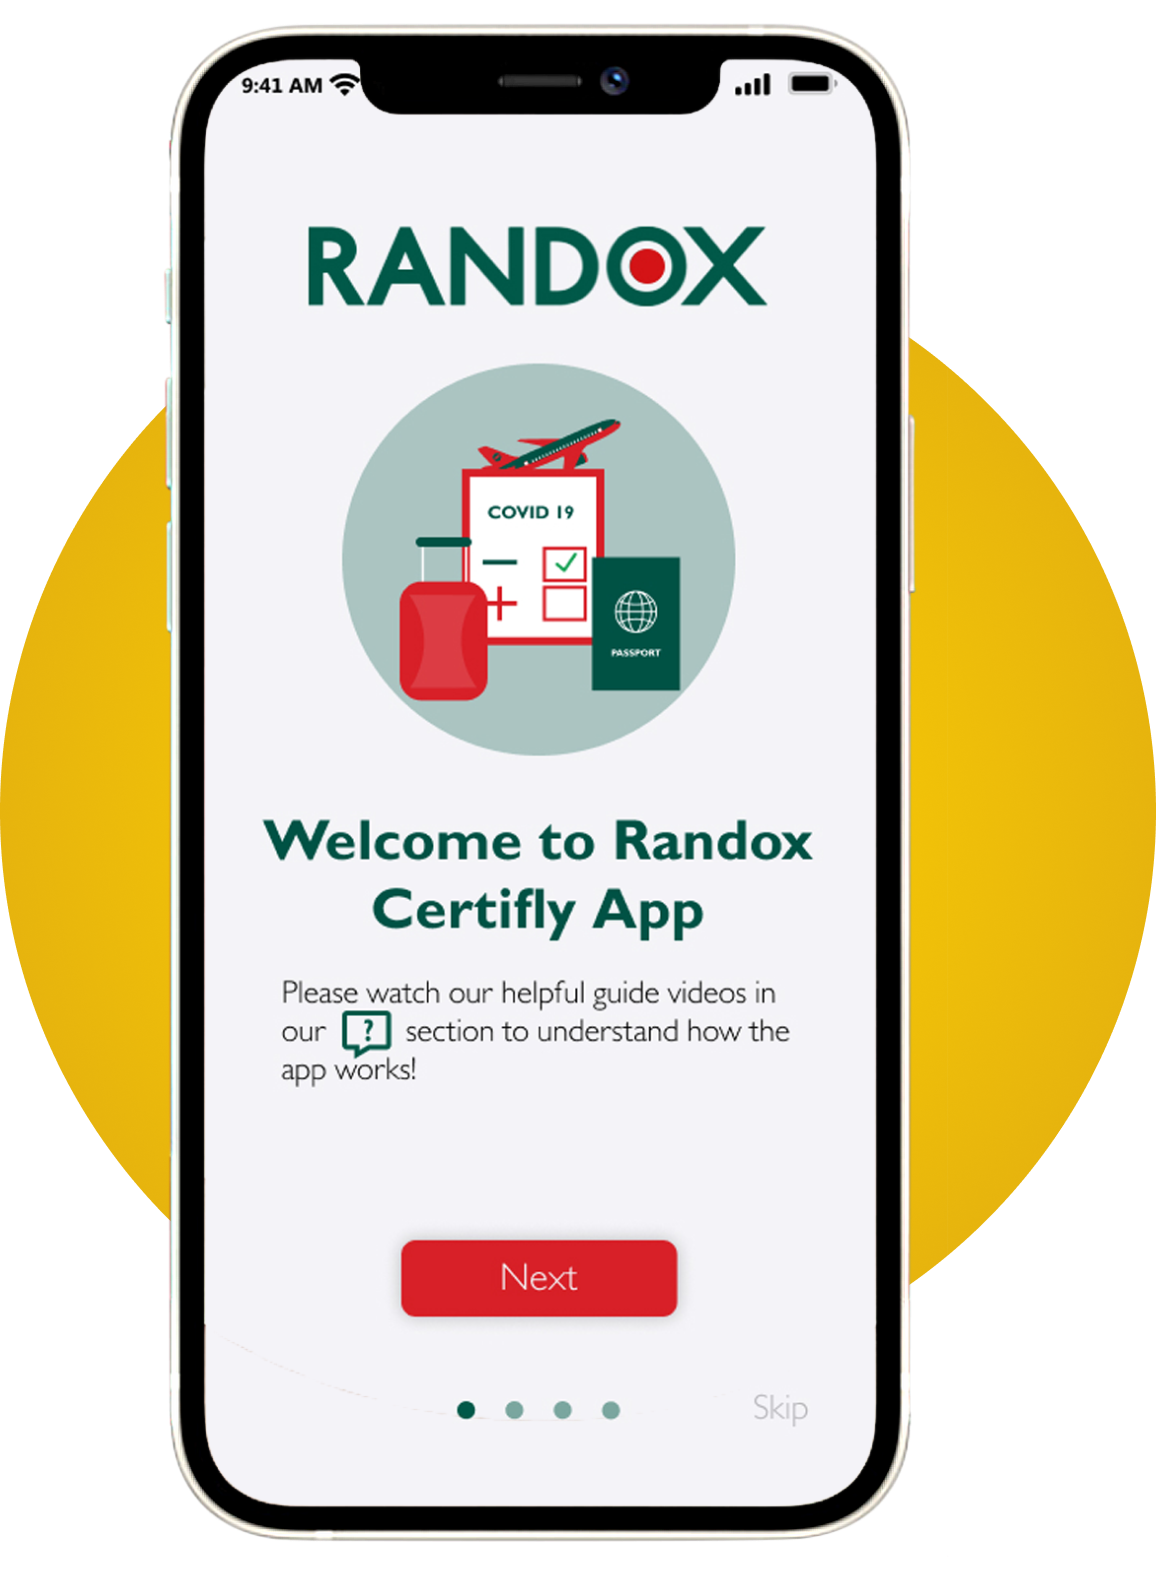 9:41 AM
RANDOX
COVID 19
PASSPORT
Welcome to Randox
Certifly App
Please watch our helpful guide videos in
our ? section to understand how the
app works!
Next
Skip